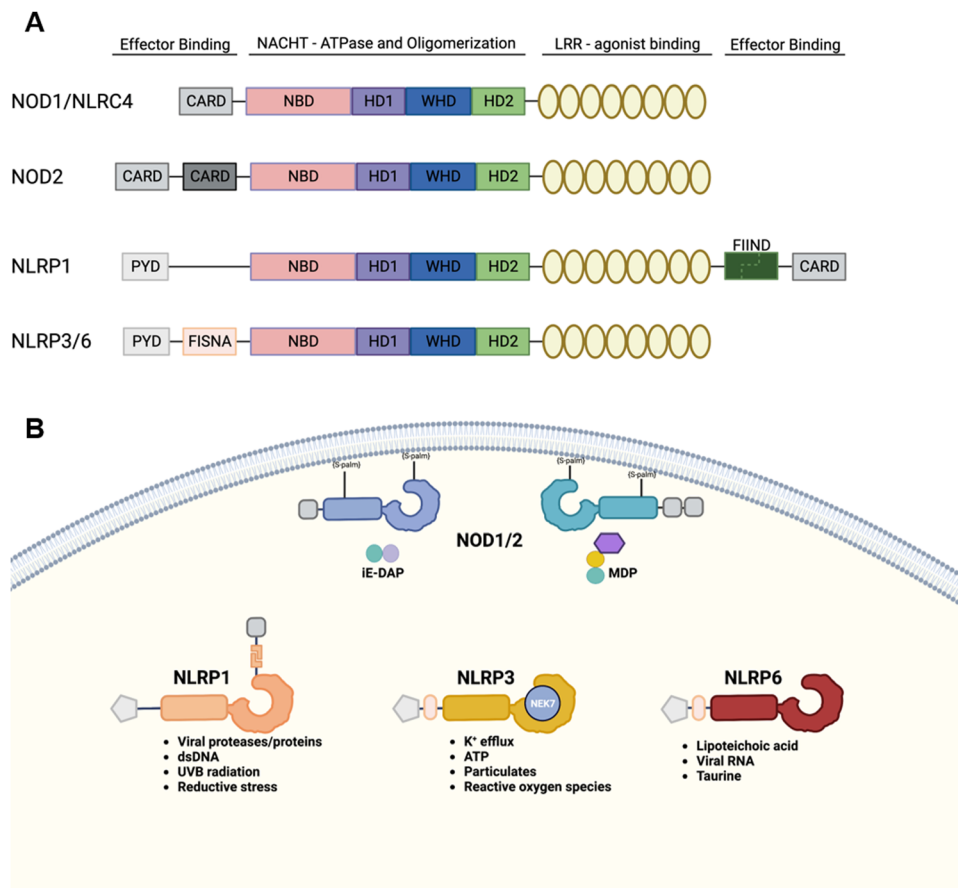 A
Effector Binding NACHT - ATPase and Oligomerization LRR - agonist binding Effector Binding
NOD1/NLRC4 CARD NBD HD1 WHD HD2
NOD2 CARD CARD NBD HD1 WHD HD2
FIIND
NLRP1 PYD NBD HD1 WHD HD2 CARD
NLRP3/6 PYD FISNA NBD HD1 WHD HD2
B
(S-palm) (S-palm) (S-palm) (S-palm)
NOD1/2
iE-DAP MDP
NLRP1 NLRP3 NLRP6
NEK7
• Viral proteases/proteins
• dsDNA
• UVB radiation
• Reductive stress
• K⁺ efflux
• ATP
• Particulates
• Reactive oxygen species
• Lipoteichoic acid
• Viral RNA
• Taurine